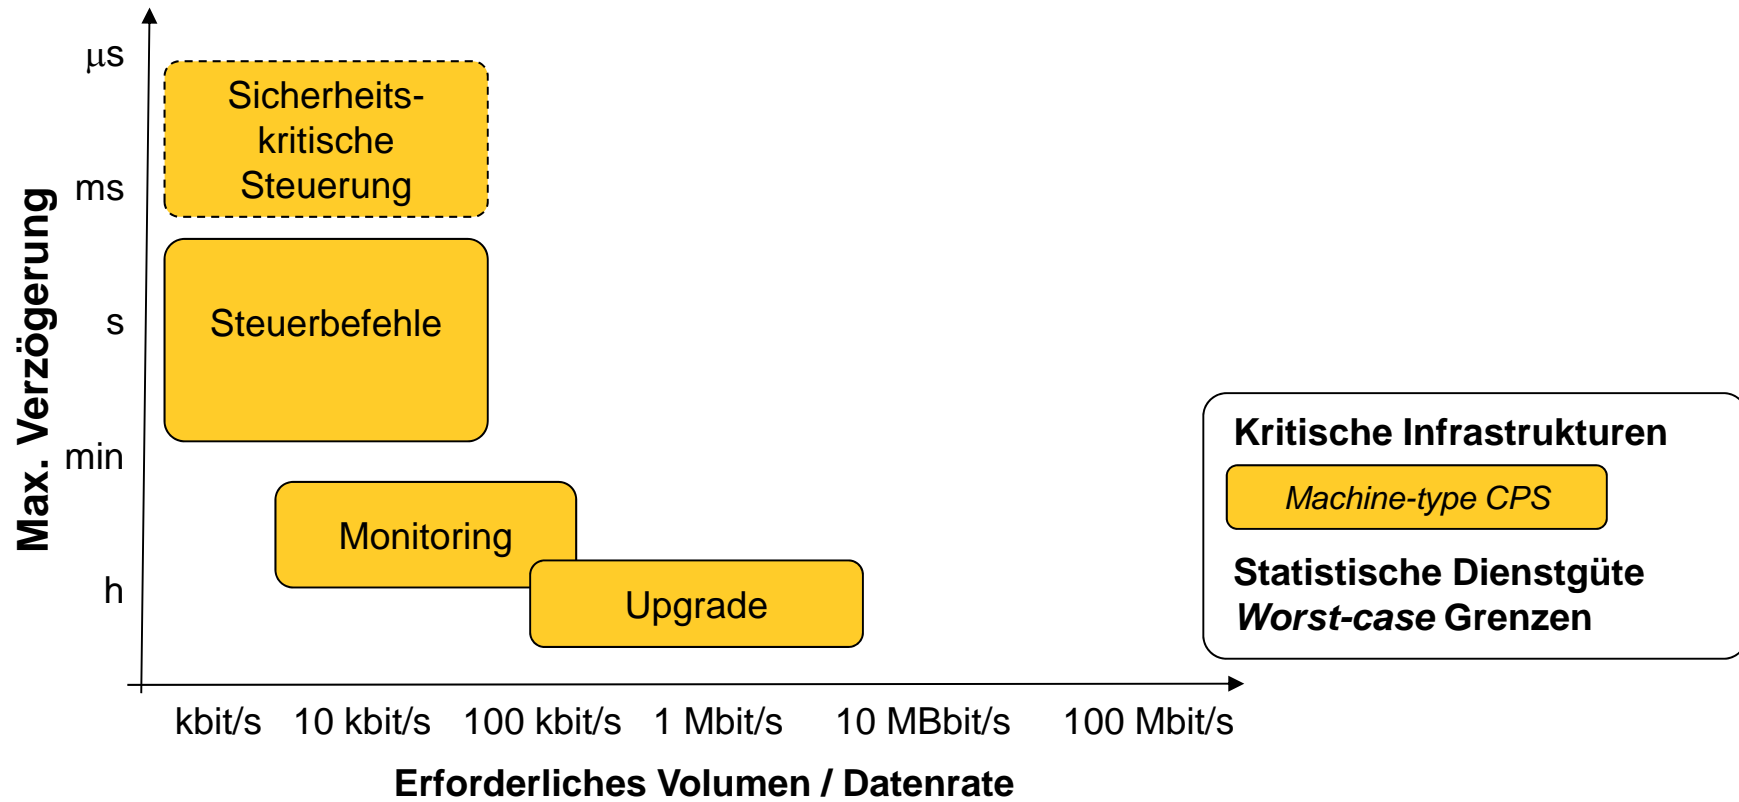 Max. Verzögerung
μs
ms
s
min
h
Sicherheits-
kritische
Steuerung
Steuerbefehle
Monitoring
Upgrade
Kritische Infrastrukturen
Machine-type CPS
Statistische Dienstgüte
Worst-case Grenzen
kbit/s 10 kbit/s 100 kbit/s 1 Mbit/s 10 MBbit/s 100 Mbit/s
Erforderliches Volumen / Datenrate